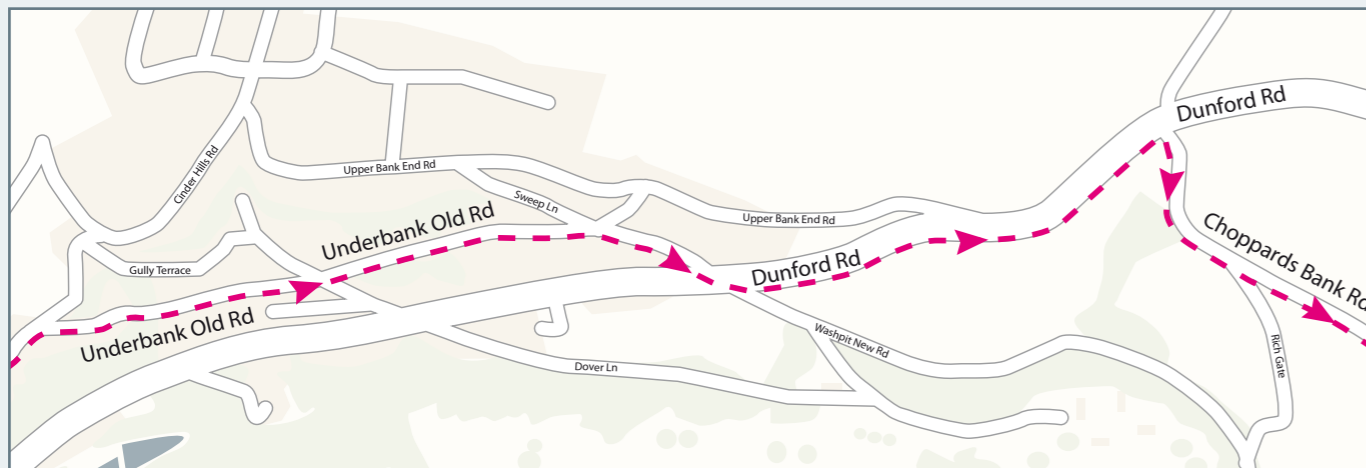 Dunford Rd
Cinder Hills Rd
Upper Bank End Rd
Sweep Ln
Underbank Old Rd
Upper Bank End Rd
Choppards Bank Rd
Gully Terrace
Dunford Rd
Underbank Old Rd
Washpit New Rd
Rich Gate
Dover Ln